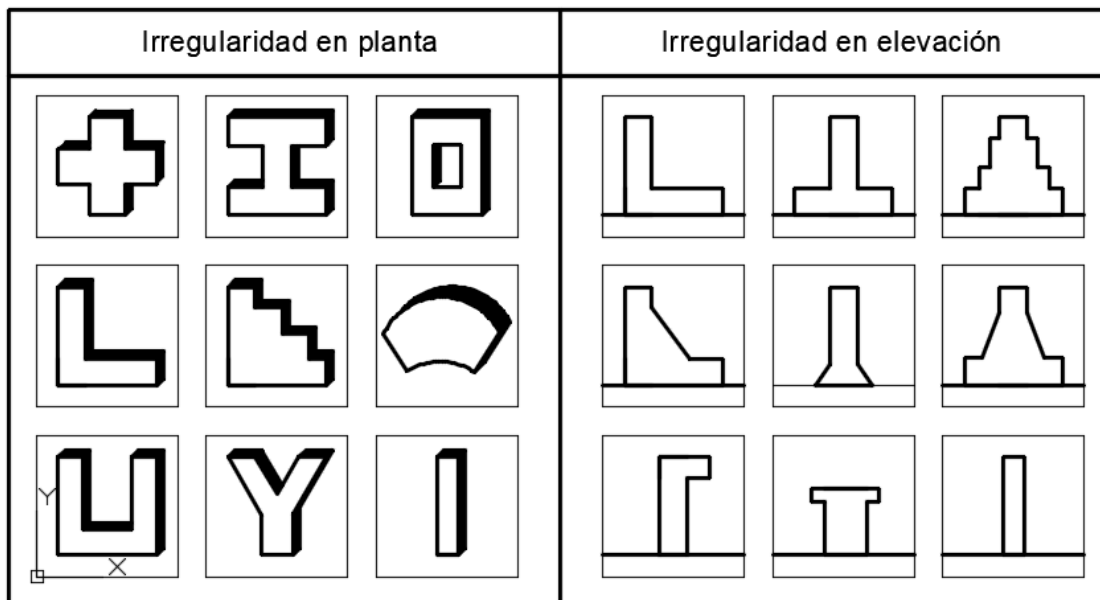 Irregularidad en planta
Irregularidad en elevación
Y
X